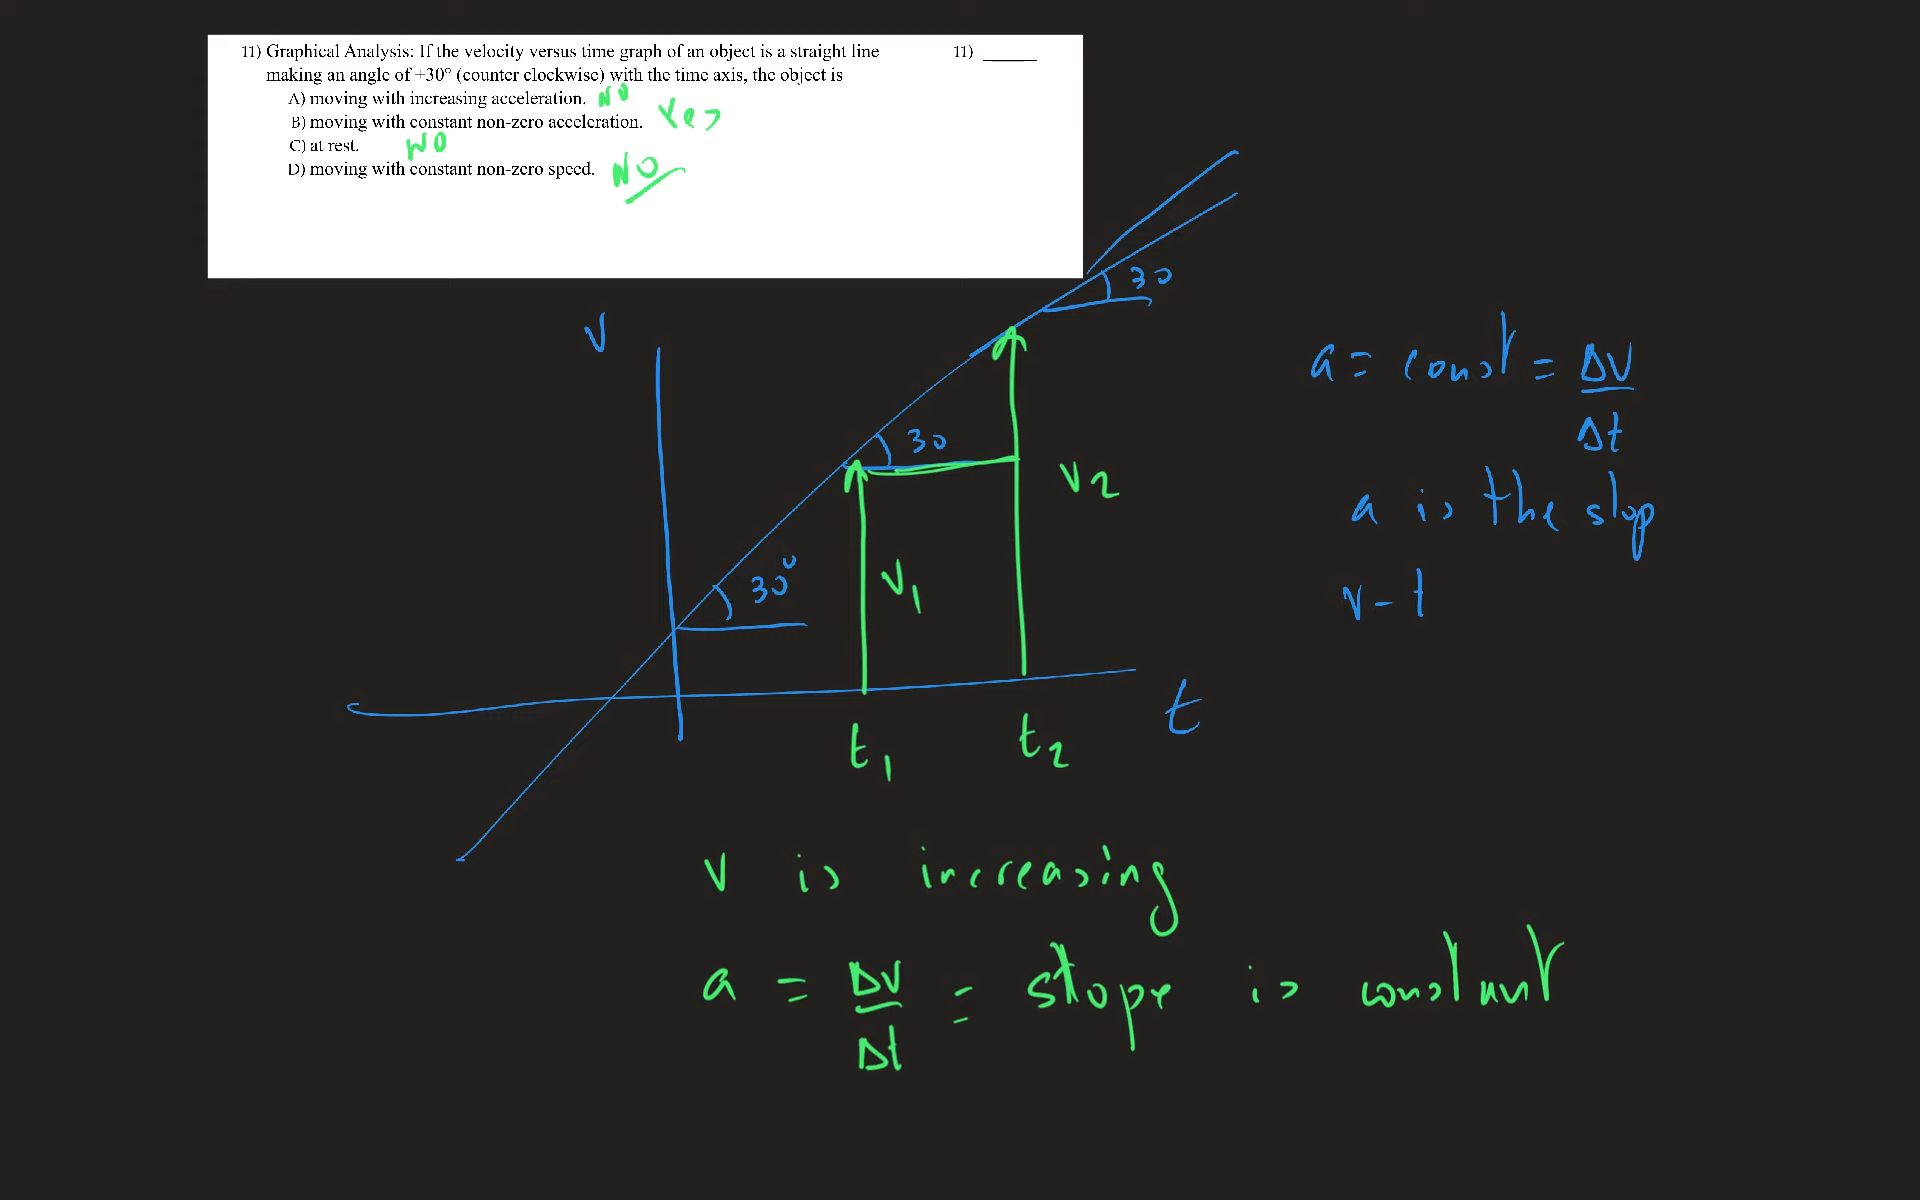 11) Graphical Analysis: If the velocity versus time graph of an object is a straight line 11) ______
making an angle of +30° (counter clockwise) with the time axis, the object is
A) moving with increasing acceleration. NO
B) moving with constant non-zero acceleration. Yes
C) at rest. NO
D) moving with constant non-zero speed. NO
30
V
a = const = ΔV
Δt
30
V2
a is the slop
30°
V1
v - t
t
t1
t2
V is increasing
a = ΔV = slope is constant
Δt